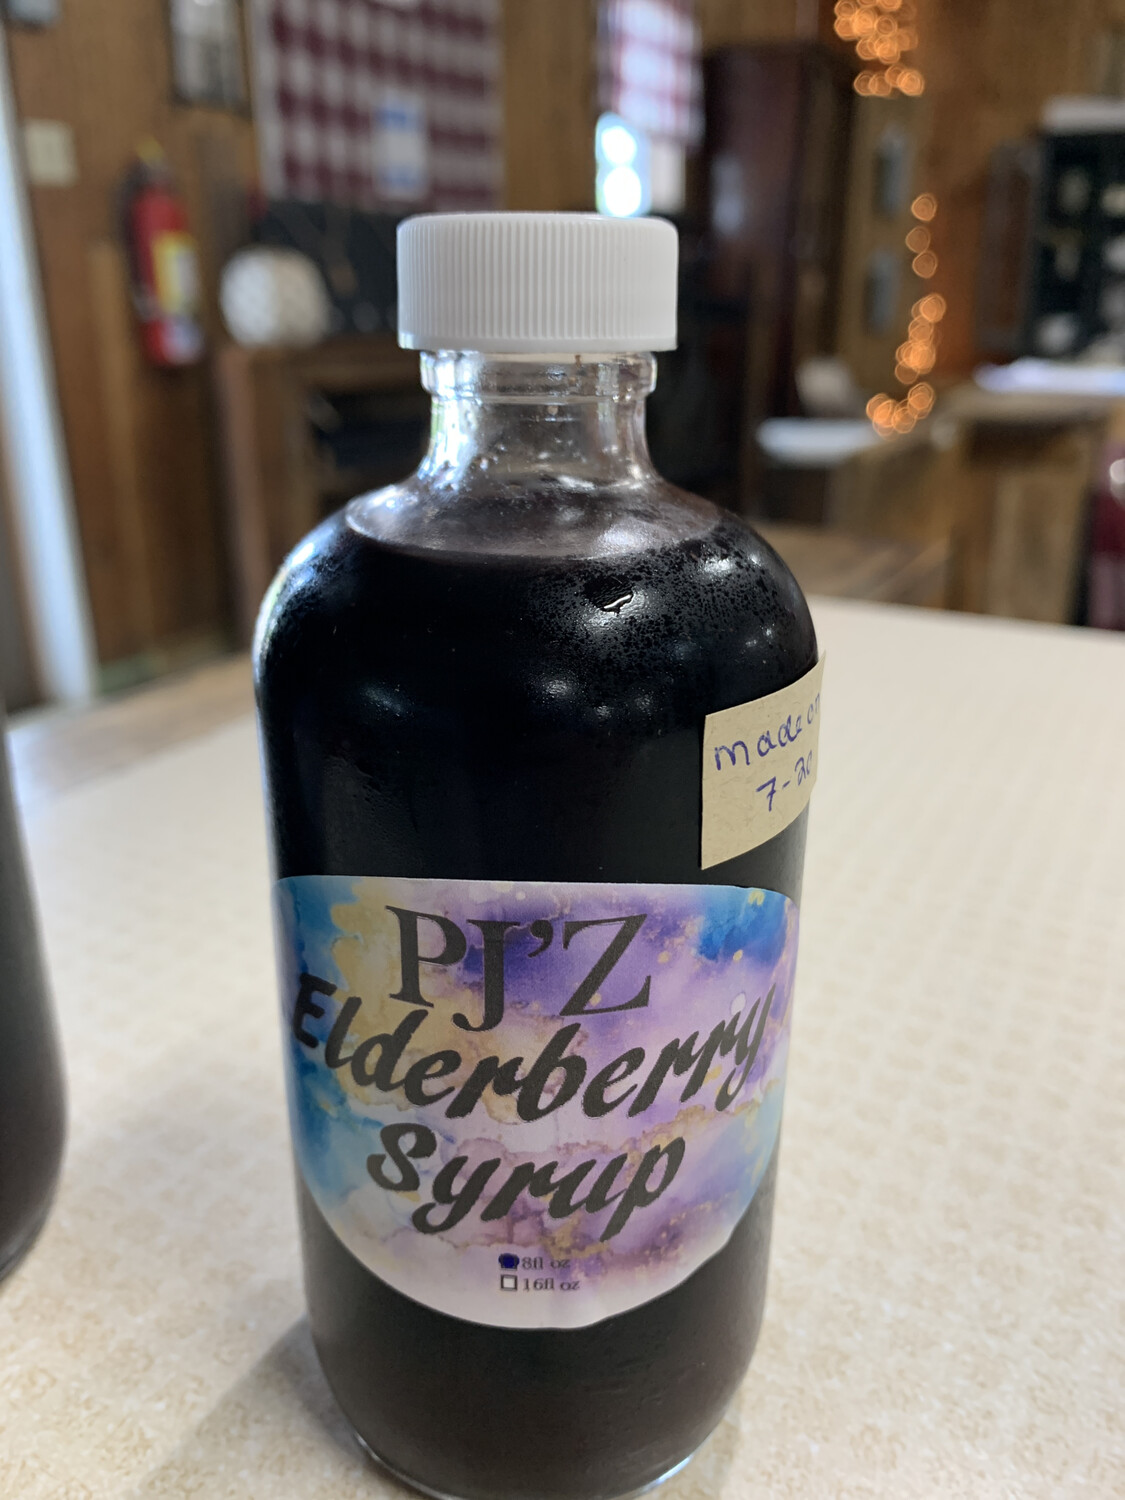 made on
7-20
PJ'Z
Elderberry
Syrup
8fl oz
16fl oz